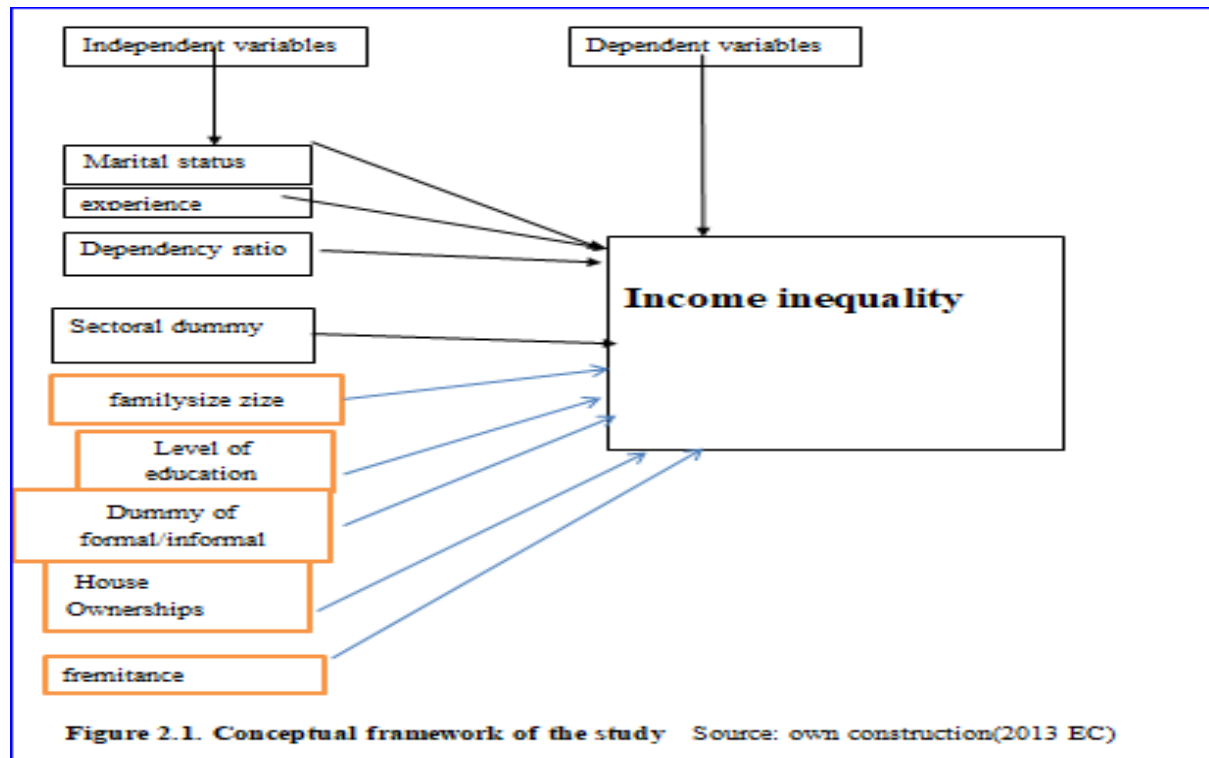 Independent variables
Dependent variables
Marital status
experience
Dependency ratio
Income inequality
Sectoral dummy
familysize zize
Level of
education
Dummy of
formal/informal
House
Ownerships
fremitance
Figure 2.1. Conceptual framework of the study Source: own construction(2013 EC)